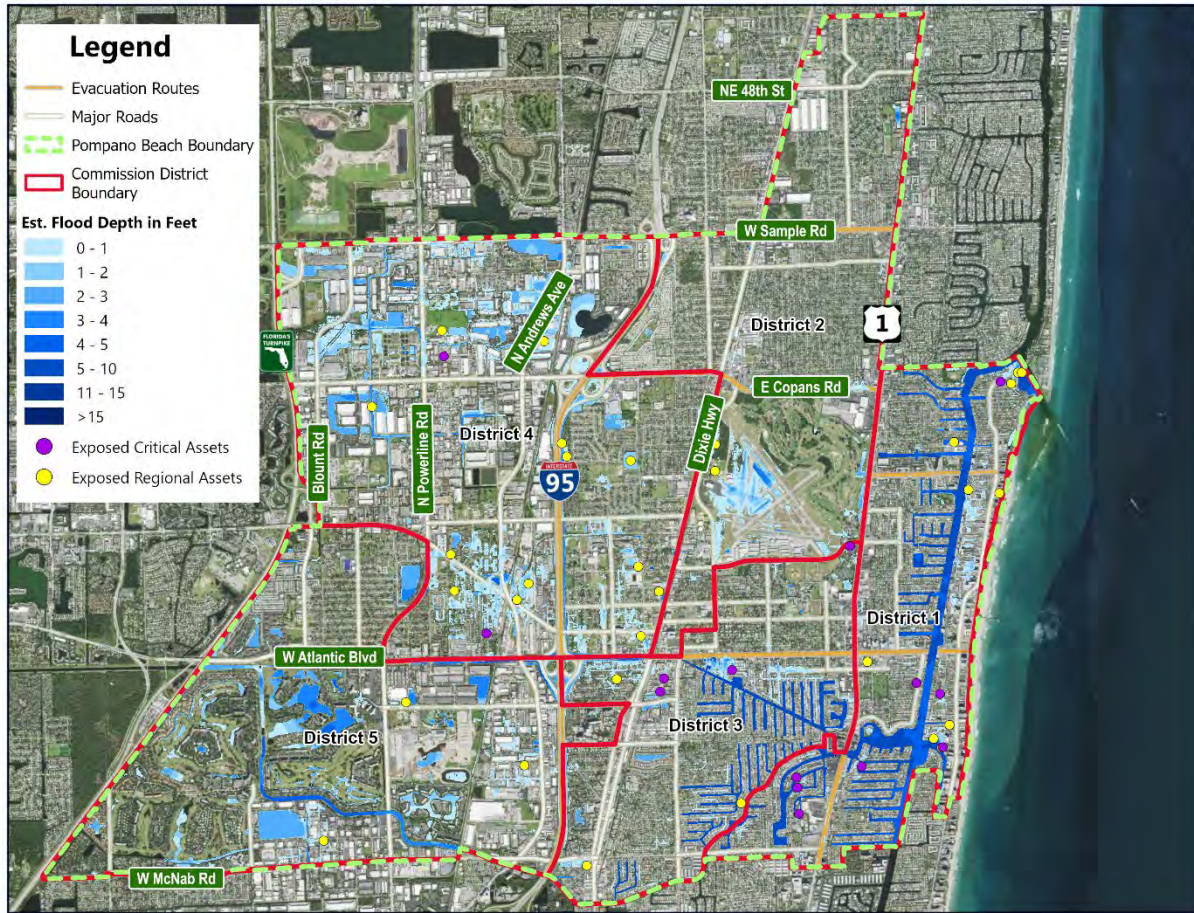 Legend
Evacuation Routes
Major Roads
Pompano Beach Boundary
Commission District
Boundary
Est. Flood Depth in Feet
0 - 1
1 - 2
2 - 3
3 - 4
4 - 5
5 - 10
11 - 15
>15
Exposed Critical Assets
Exposed Regional Assets
NE 48th St
W Sample Rd
N Andrews Ave
District 2
1
FLORIDA'S
TURNPIKE
E Copans Rd
N Blount Rd
N Powerline Rd
District 4
Dixie Hwy
INTERSTATE
95
District 1
W Atlantic Blvd
District 3
District 5
W McNab Rd